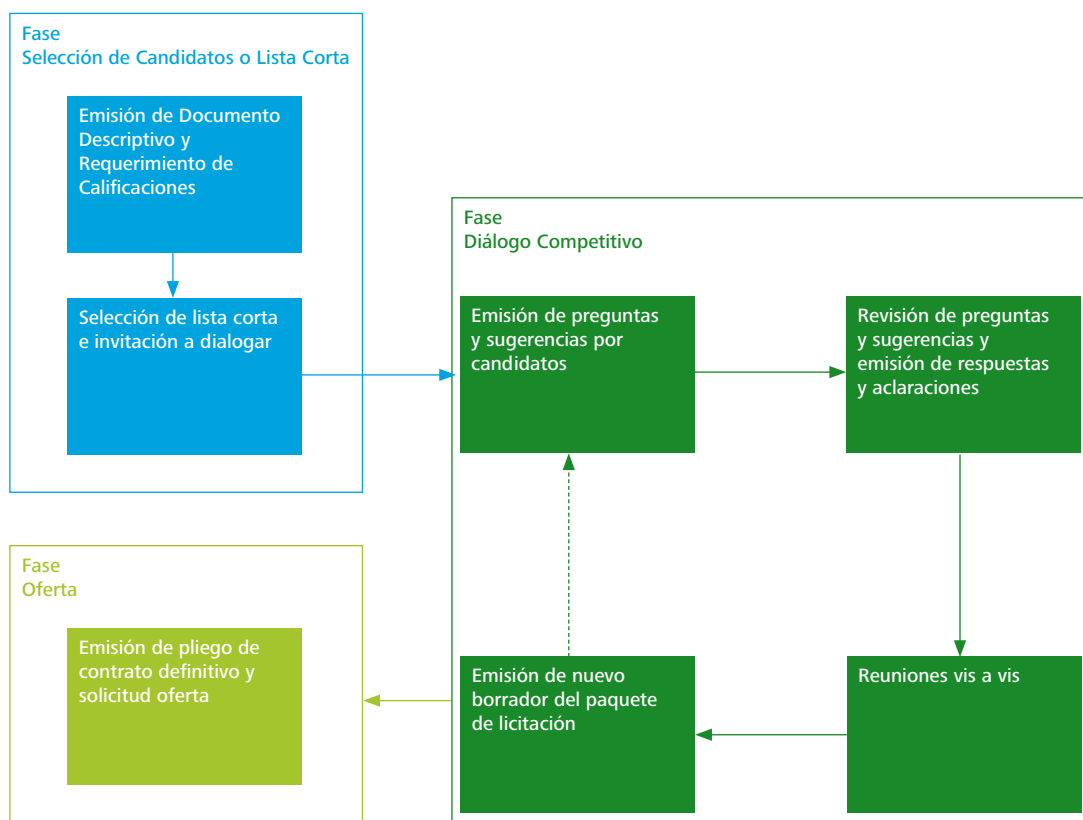 Fase
Selección de Candidatos o Lista Corta
Emisión de Documento
Descriptivo y
Requerimiento de
Calificaciones
Selección de lista corta
e invitación a dialogar
Fase
Diálogo Competitivo
Emisión de preguntas
y sugerencias por
candidatos
Revisión de preguntas
y sugerencias y
emisión de respuestas
y aclaraciones
Reuniones vis a vis
Emisión de nuevo
borrador del paquete
de licitación
Fase
Oferta
Emisión de pliego de
contrato definitivo y
solicitud oferta